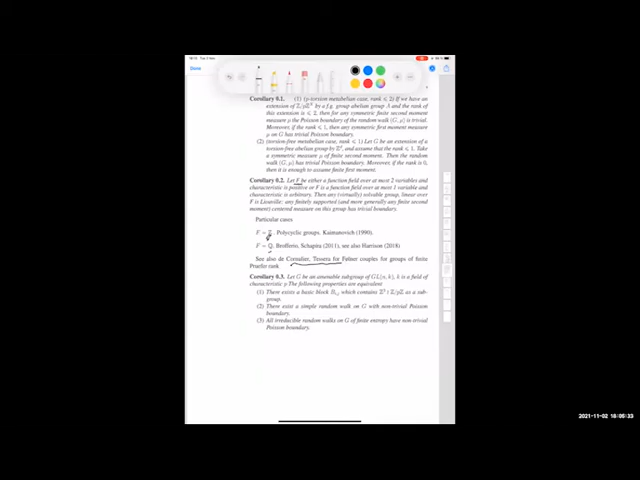 Done
Corollary 0.1. (1) (p-torsion metabelian case, rank ⩽ 2) If we have an
extension of ℤ/pℤ by a f.g. group abelian group A and the rank of
this extension is ⩽ 2, then for any symmetric finite second moment
measure μ the Poisson boundary of the random walk (G, μ) is trivial.
Moreover, if the rank ⩽ 1, then any symmetric first moment measure
μ on G has trivial Poisson boundary.
(2) (torsion-free metabelian case, rank ⩽ 1) Let G be an extension of a
torsion-free abelian group by and assume that the rank ⩽ 1. Take
a symmetric measure μ of finite second moment. Then the random
walk (G, μ) has trivial Poisson boundary. Moreover, if the rank is 0,
then it is enough to assume finite first moment.
Corollary 0.2. Let F be either a function field over at most 2 variables and
characteristic is positive or F is a function field over at most 1 variable and
characteristic is arbitrary. Then any (virtually) solvable group, linear over
F is Liouville: any finitely supported (and more generally any finite second
moment) centered measure on this group has trivial boundary.
Particular cases
F = ℤ. Polycyclic groups. Kaimanovich (1990).
F = ℚ. Brofferio, Schapira (2011), see also Harrison (2018)
See also de Cornulier, Tessera for Følner couples for groups of finite
Pruefer rank
Corollary 0.3. Let G be an amenable subgroup of GL(n, k), k is a field of
characteristic p The following properties are equivalent
(1) There exists a basic block which contains as a sub-
group.
(2) There exist a simple random walk on G with non-trivial Poisson
boundary.
(3) All irreducible random walks on G of finite entropy have non-trivial
Poisson boundary.
2021-11-02 18:05:33